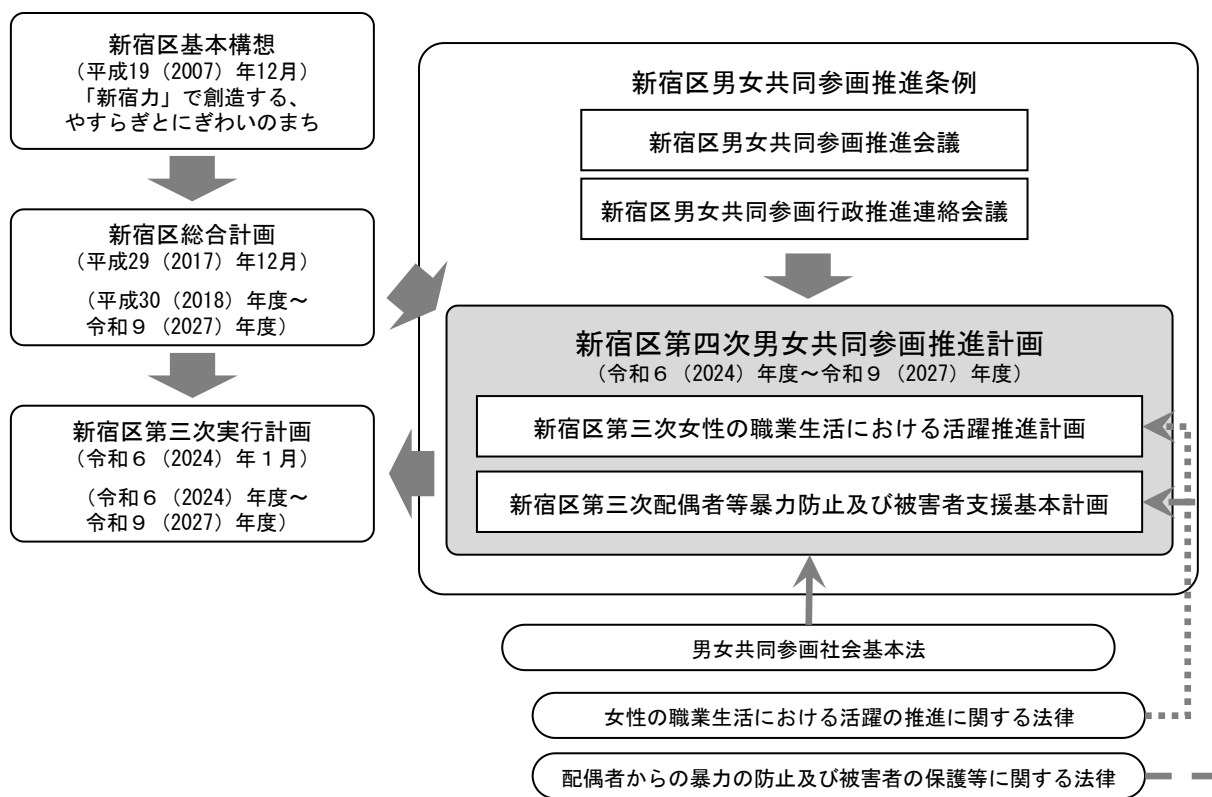 新宿区基本構想
（平成19（2007）年12月）
「新宿力」で創造する、
やすらぎとにぎわいのまち
新宿区総合計画
（平成29（2017）年12月）
（平成30（2018）年度～
令和９（2027）年度）
新宿区第三次実行計画
（令和６（2024）年１月）
（令和６（2024）年度～
令和９（2027）年度）
新宿区男女共同参画推進条例
新宿区男女共同参画推進会議
新宿区男女共同参画行政推進連絡会議
新宿区第四次男女共同参画推進計画
（令和６（2024）年度～令和９（2027）年度）
新宿区第三次女性の職業生活における活躍推進計画
新宿区第三次配偶者等暴力防止及び被害者支援基本計画
男女共同参画社会基本法
女性の職業生活における活躍の推進に関する法律
配偶者からの暴力の防止及び被害者の保護等に関する法律